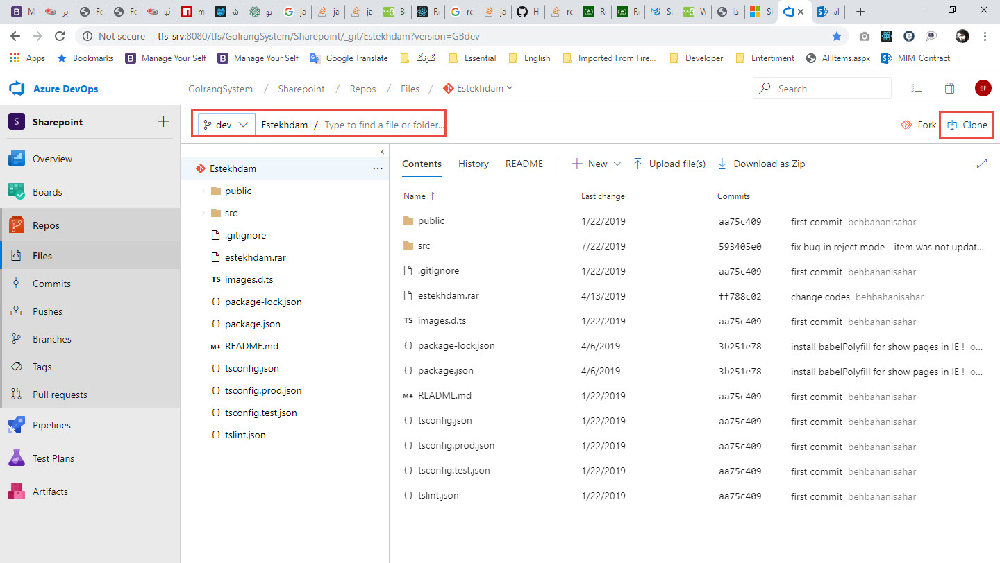 Not secure tfs-srv:8080/tfs/GolrangSystem/Sharepoint/_git/Estekhdam?version=GBdev
Apps Bookmarks Manage Your Self Manage Your Self Google Translate گلرنگ Essential English Imported From Fire... Developer Entertiment AllItems.aspx MIM_Contract
Azure DevOps GolrangSystem / Sharepoint / Repos / Files / Estekhdam Search EF
S Sharepoint
dev Estekhdam / Type to find a file or folder... Fork Clone
Overview
Boards
Repos
Files
Commits
Pushes
Branches
Tags
Pull requests
Pipelines
Test Plans
Artifacts
Estekhdam ...
public
src
.gitignore
estekhdam.rar
TS images.d.ts
{ } package-lock.json
{ } package.json
M↓ README.md
{ } tsconfig.json
{ } tsconfig.prod.json
{ } tsconfig.test.json
{ } tslint.json
Contents History README New Upload file(s) Download as Zip
Name ↑ Last change Commits
public 1/22/2019 aa75c409 first commit behbahanisahar
src 7/22/2019 593405e0 fix bug in reject mode - item was not updat...
.gitignore 1/22/2019 aa75c409 first commit behbahanisahar
estekhdam.rar 4/13/2019 ff788c02 change codes behbahanisahar
TS images.d.ts 1/22/2019 aa75c409 first commit behbahanisahar
{ } package-lock.json 4/6/2019 3b251e78 install babelPolyfill for show pages in IE ! o...
{ } package.json 4/6/2019 3b251e78 install babelPolyfill for show pages in IE ! o...
M↓ README.md 1/22/2019 aa75c409 first commit behbahanisahar
{ } tsconfig.json 1/22/2019 aa75c409 first commit behbahanisahar
{ } tsconfig.prod.json 1/22/2019 aa75c409 first commit behbahanisahar
{ } tsconfig.test.json 1/22/2019 aa75c409 first commit behbahanisahar
{ } tslint.json 1/22/2019 aa75c409 first commit behbahanisahar